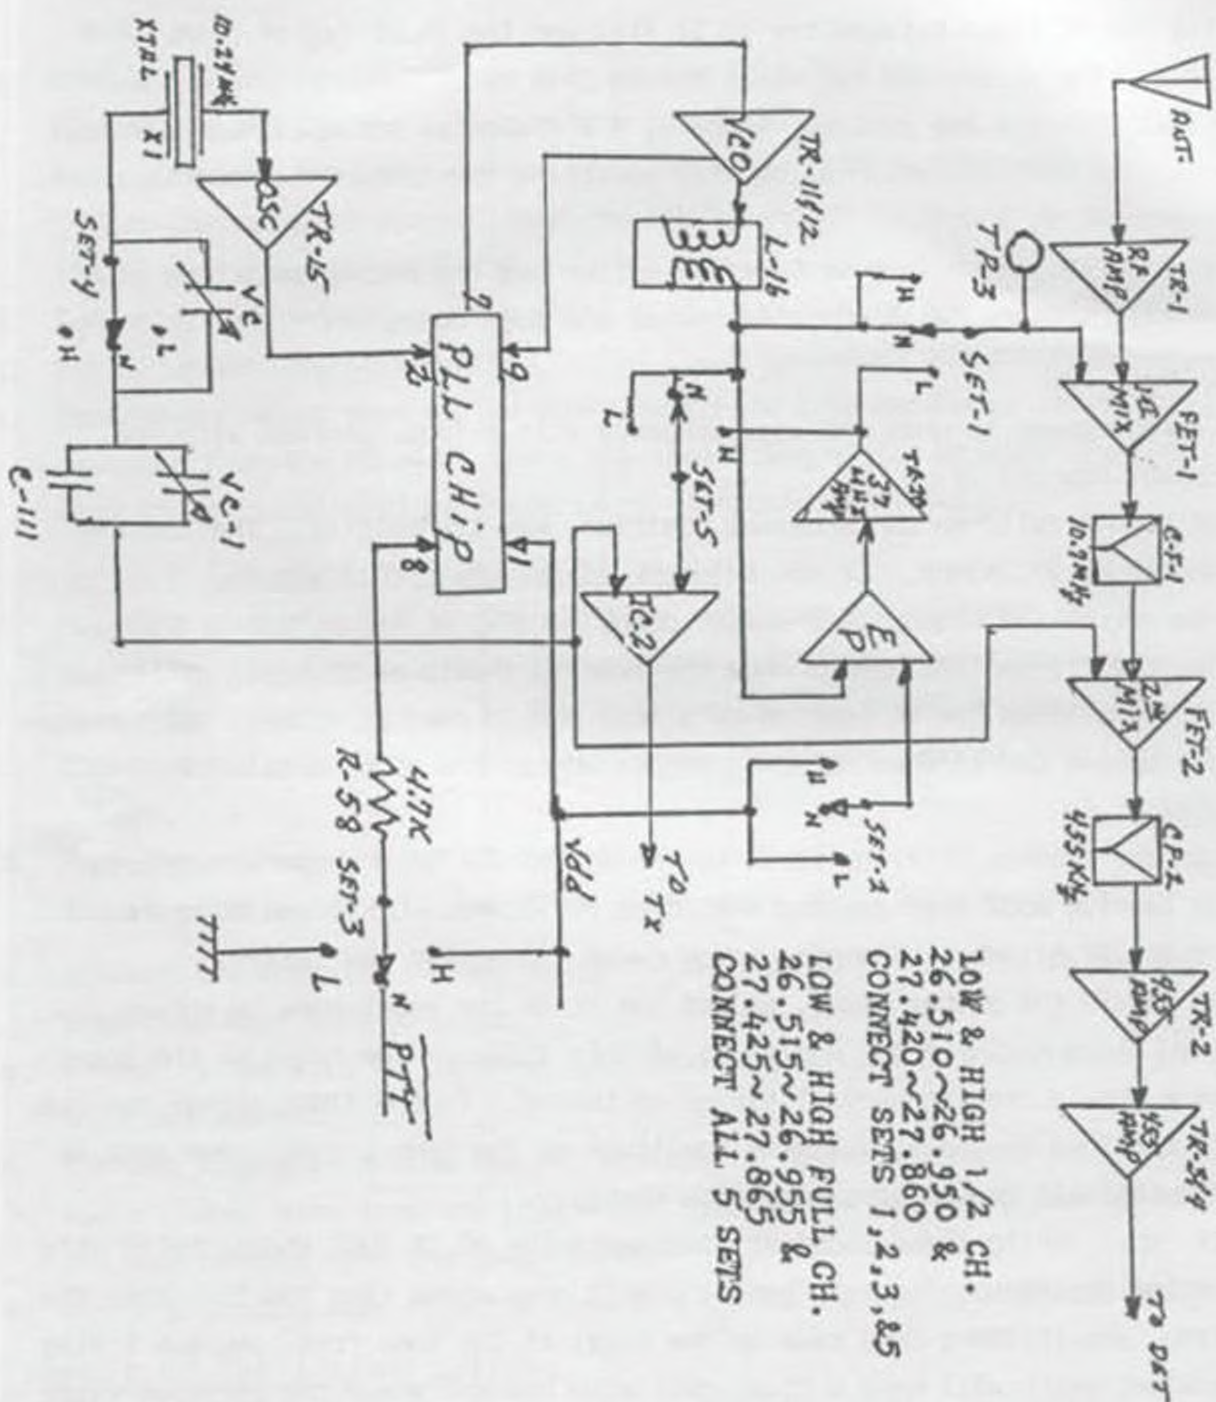 ANT.
TR-1
RF
AMP
FET-1
1st
MIX
C-F-1
10.7MHz
FET-2
2nd
MIX
CF-2
455KHz
TR-2
455
AMP
TR-3/4
455
AMP
TO DET
TP-3
SET-1
H
N
L
TR-11&12
VCO
L-16
H
N
L
SET-5
37
MHz
AMP
E
P
IC-2
TO
TX
H
N
L
10.24MHz
XTAL
X1
TR-15
OSC
2
9
PLL CHiP
1
8
SET-4
VC
L
N
H
VC-1
C-111
4.7K
R-58
SET-3
Vdd
H
N
L
PTT
LOW & HIGH 1/2 CH.
26.510~26.950 &
27.420~27.860
CONNECT SETS 1,2,3,&5
LOW & HIGH FULL CH.
26.515~26.955 &
27.425~27.865
CONNECT ALL 5 SETS